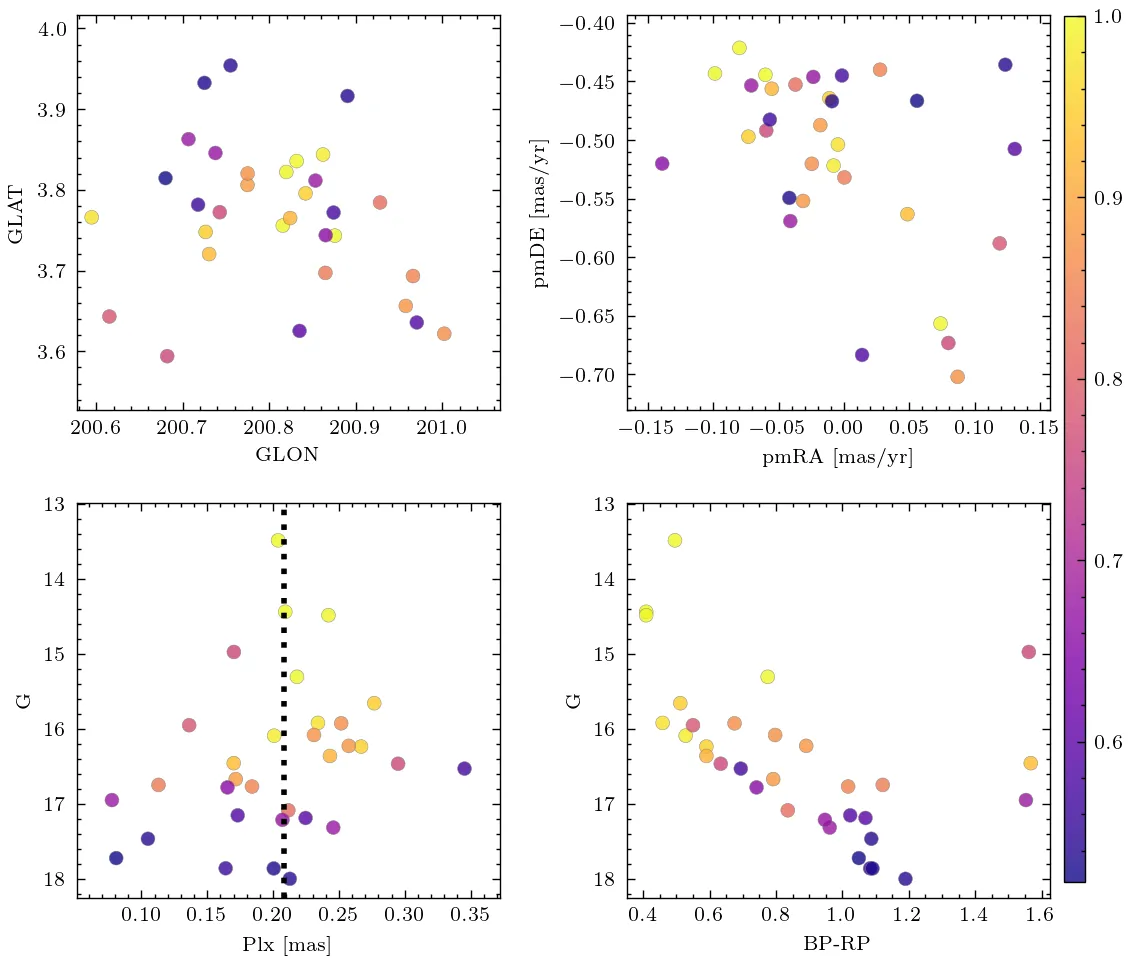 4.0
3.9
3.8
3.7
3.6
GLAT
200.6 200.7 200.8 200.9 201.0
GLON
−0.40
−0.45
−0.50
−0.55
−0.60
−0.65
−0.70
pmDE [mas/yr]
−0.15 −0.10 −0.05 0.00 0.05 0.10 0.15
pmRA [mas/yr]
13
14
15
16
17
18
G
0.10 0.15 0.20 0.25 0.30 0.35
Plx [mas]
13
14
15
16
17
18
G
0.4 0.6 0.8 1.0 1.2 1.4 1.6
BP-RP
1.0
0.9
0.8
0.7
0.6